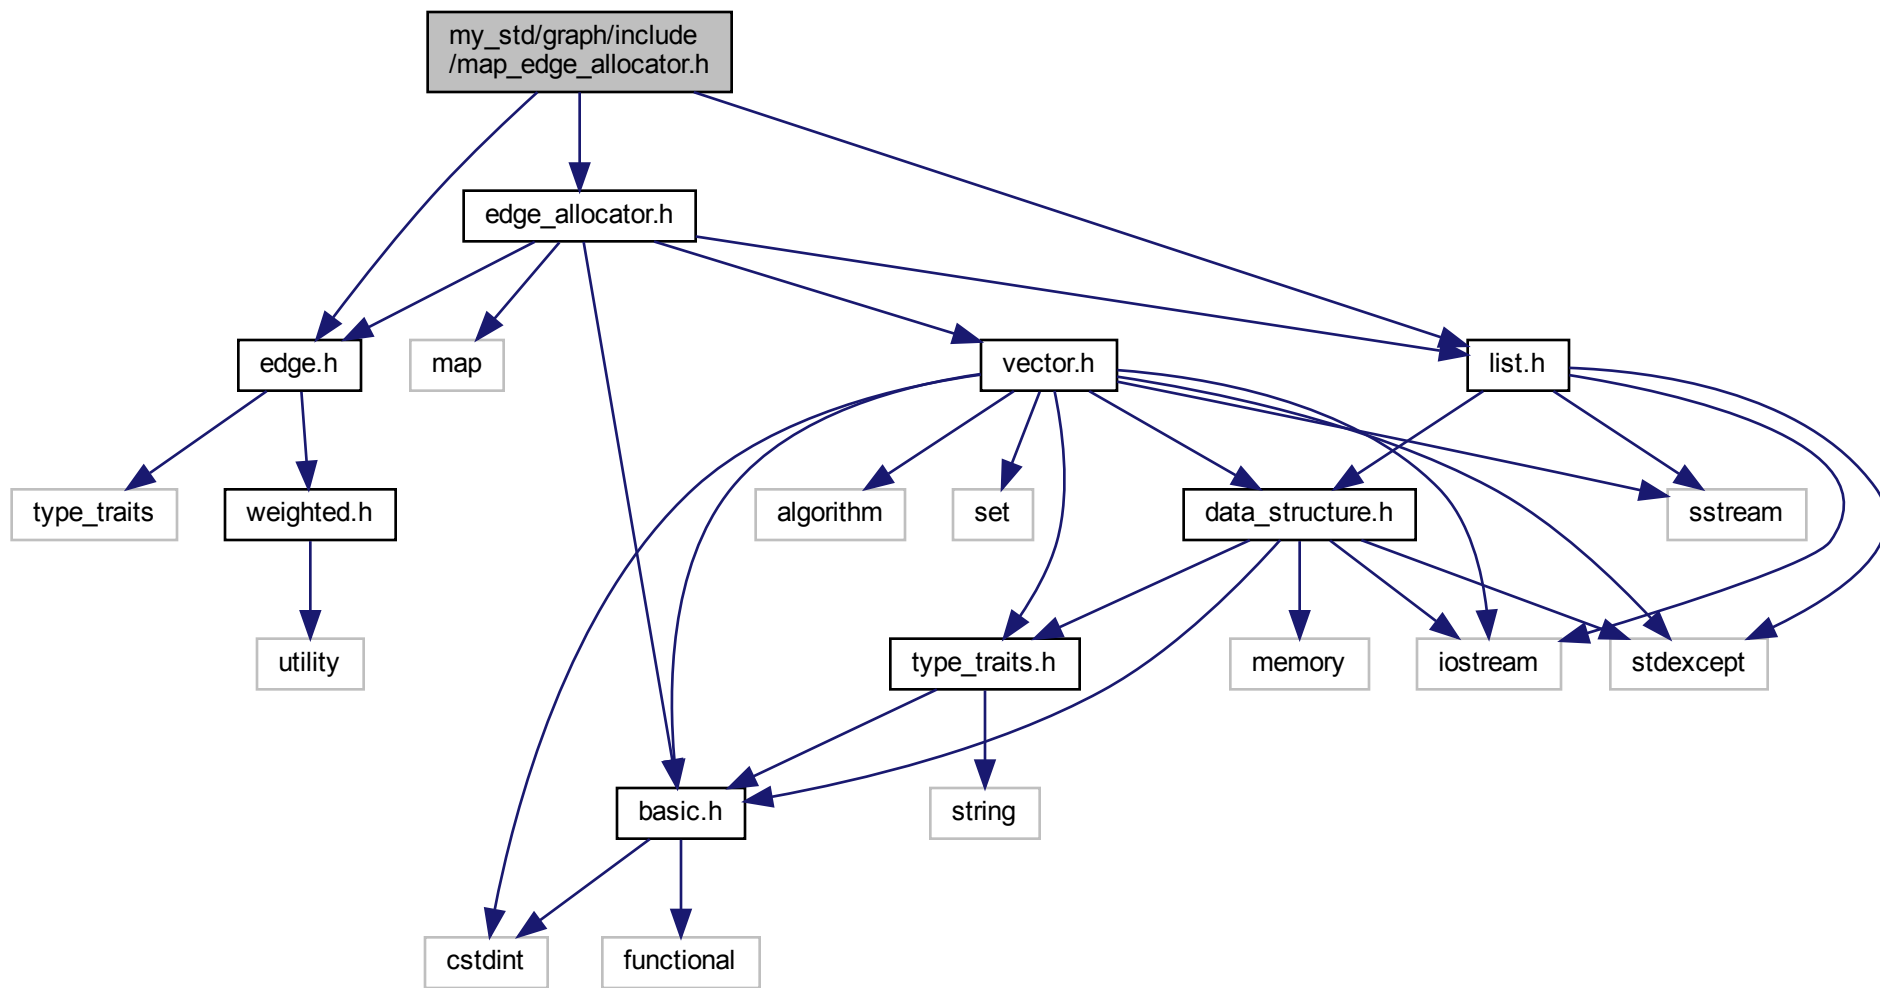 my_std/graph/include
/map_edge_allocator.h
edge_allocator.h
edge.h
map
vector.h
list.h
type_traits
weighted.h
algorithm
set
data_structure.h
sstream
utility
type_traits.h
memory
iostream
stdexcept
basic.h
string
cstdint
functional